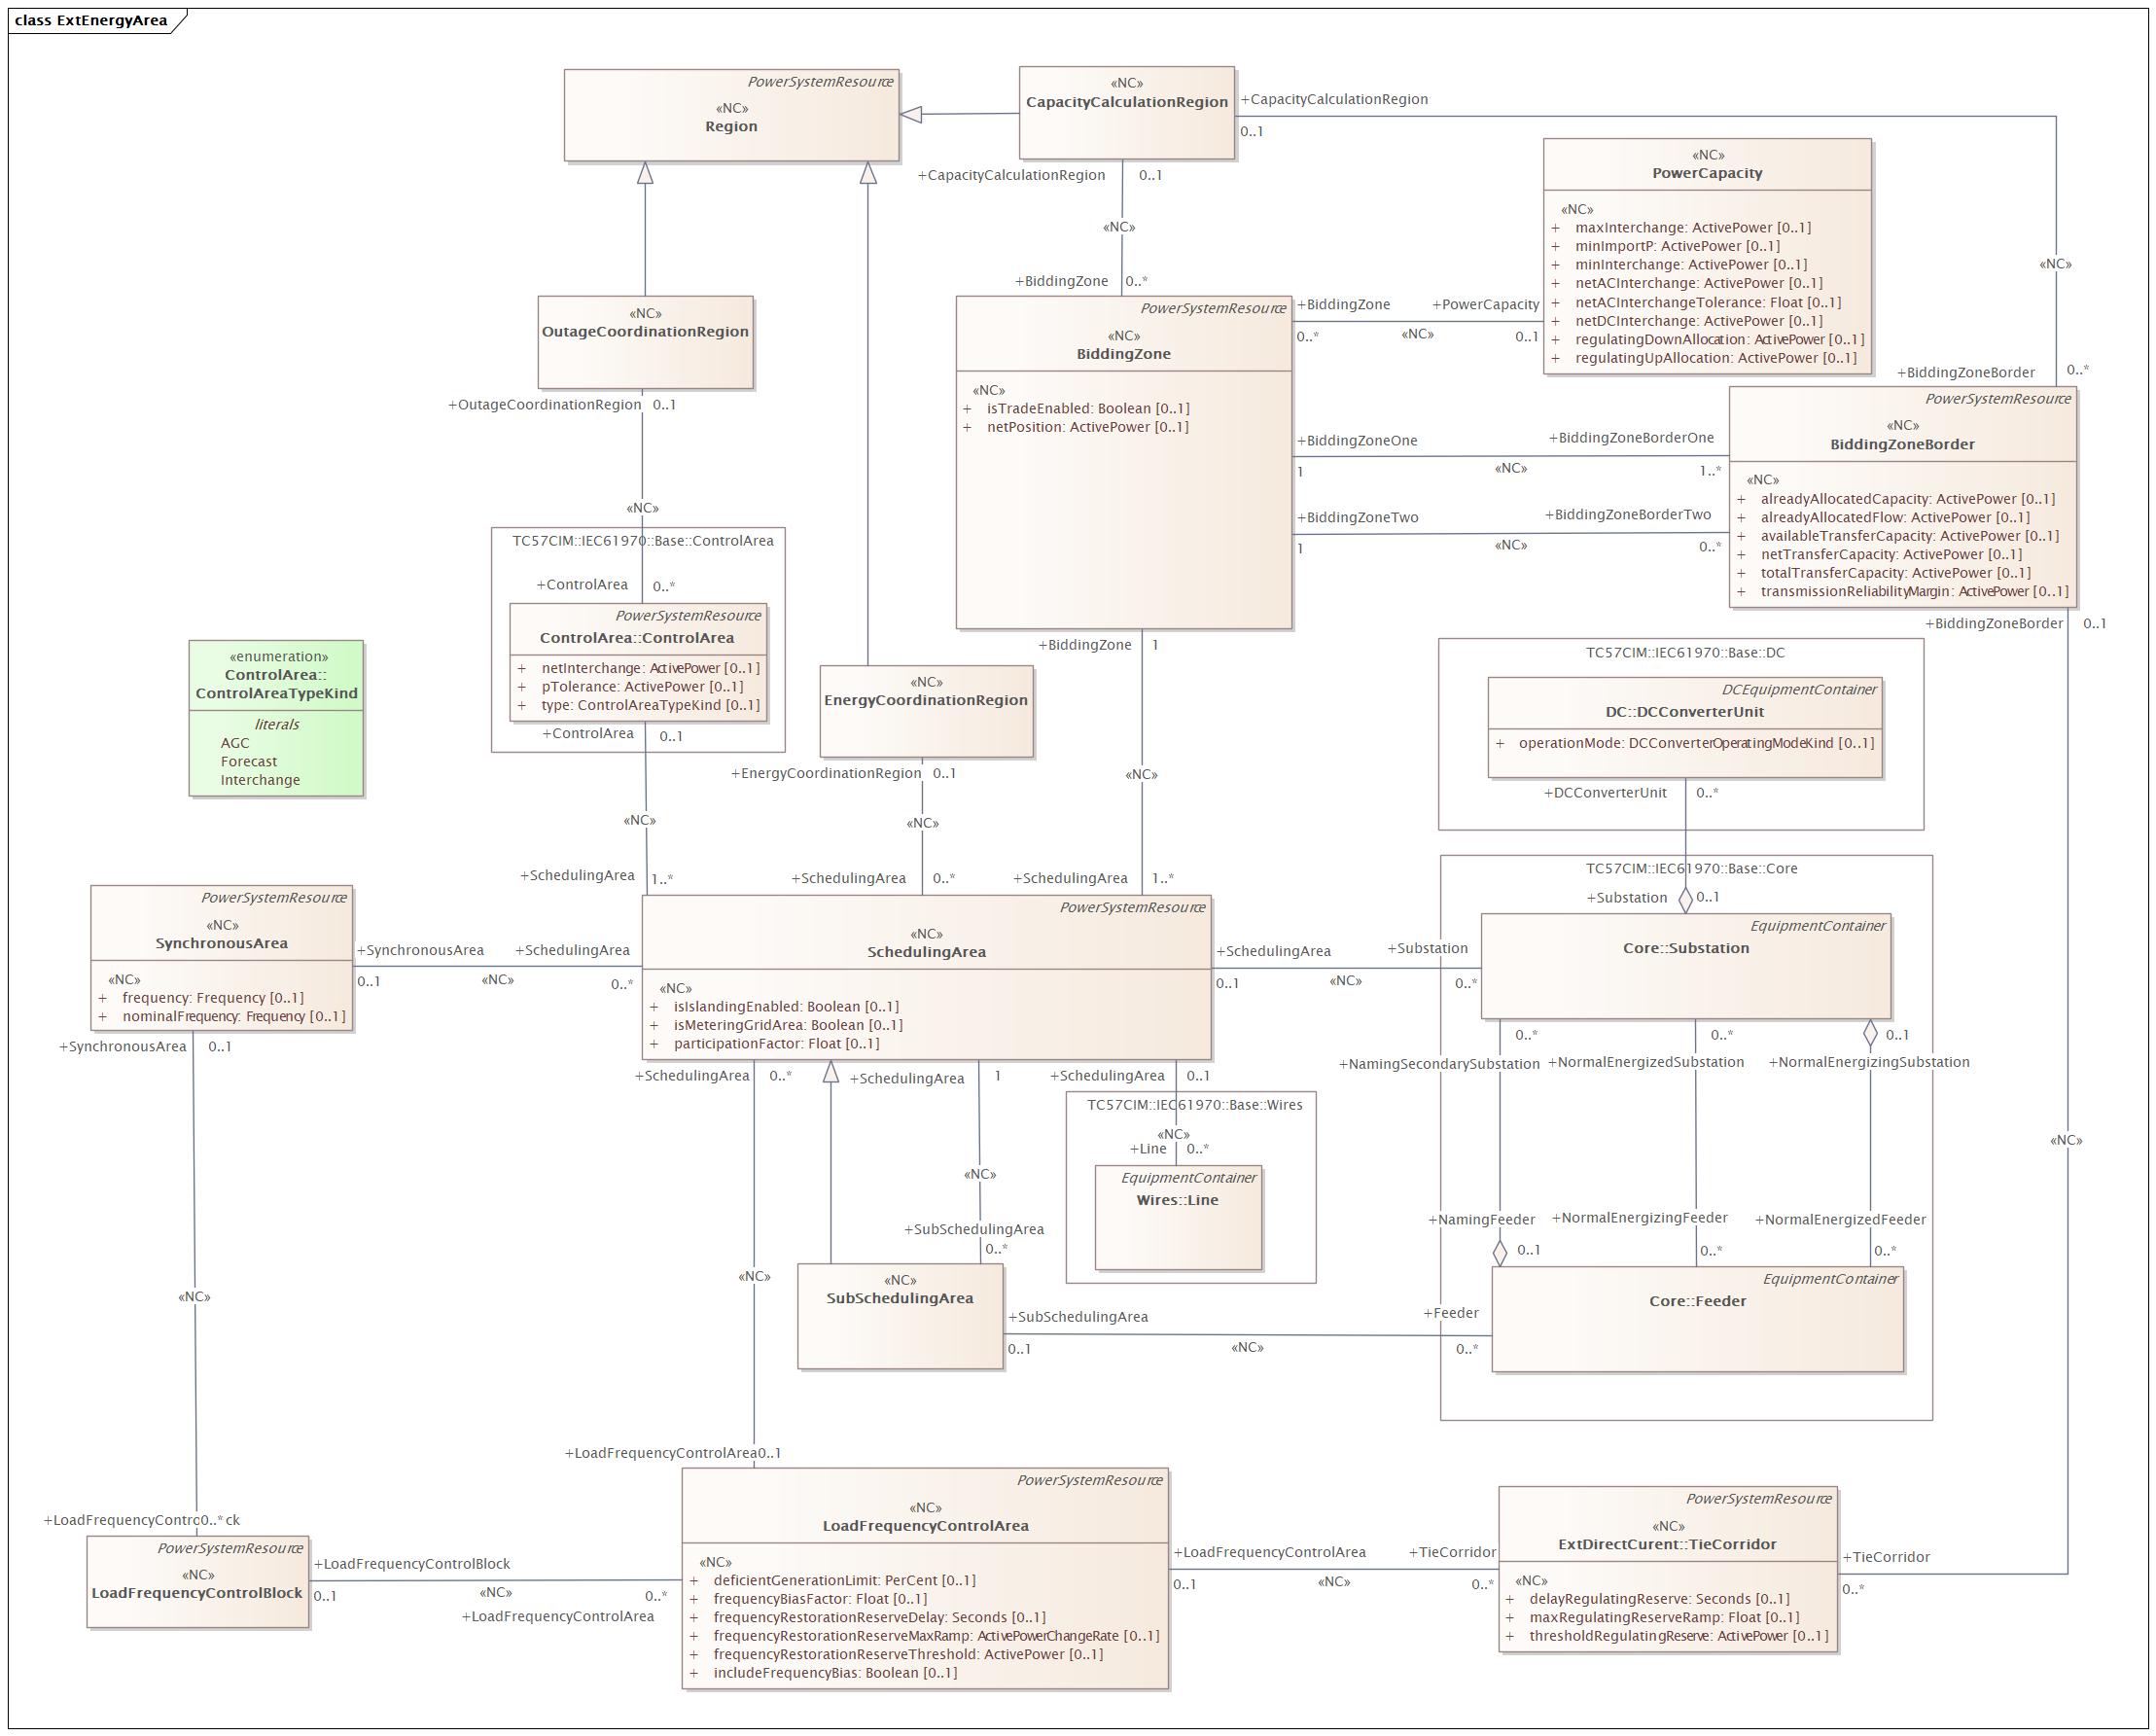 class ExtEnergyArea
PowerSystemResource
«NC»
Region
«NC»
CapacityCalculationRegion
+CapacityCalculationRegion
0..1
+CapacityCalculationRegion 0..1
«NC»
+BiddingZone 0..*
«NC»
PowerCapacity
«NC»
+ maxInterchange: ActivePower [0..1]
+ minImportP: ActivePower [0..1]
+ minInterchange: ActivePower [0..1]
+ netACInterchange: ActivePower [0..1]
+ netACInterchangeTolerance: Float [0..1]
+ netDCInterchange: ActivePower [0..1]
+ regulatingDownAllocation: ActivePower [0..1]
+ regulatingUpAllocation: ActivePower [0..1]
«NC»
+BiddingZoneBorder 0..*
«NC»
OutageCoordinationRegion
+OutageCoordinationRegion 0..1
«NC»
PowerSystemResource
«NC»
BiddingZone
«NC»
+ isTradeEnabled: Boolean [0..1]
+ netPosition: ActivePower [0..1]
+BiddingZone +PowerCapacity
0..* «NC» 0..1
+BiddingZoneOne +BiddingZoneBorderOne
1 «NC» 1..*
+BiddingZoneTwo +BiddingZoneBorderTwo
1 «NC» 0..*
PowerSystemResource
«NC»
BiddingZoneBorder
«NC»
+ alreadyAllocatedCapacity: ActivePower [0..1]
+ alreadyAllocatedFlow: ActivePower [0..1]
+ availableTransferCapacity: ActivePower [0..1]
+ netTransferCapacity: ActivePower [0..1]
+ totalTransferCapacity: ActivePower [0..1]
+ transmissionReliabilityMargin: ActivePower [0..1]
+BiddingZoneBorder 0..1
TC57CIM::IEC61970::Base::ControlArea
+ControlArea 0..*
PowerSystemResource
ControlArea::ControlArea
+ netInterchange: ActivePower [0..1]
+ pTolerance: ActivePower [0..1]
+ type: ControlAreaTypeKind [0..1]
+ControlArea 0..1
«NC»
+SchedulingArea 1..*
«enumeration»
ControlArea::
ControlAreaTypeKind
literals
AGC
Forecast
Interchange
«NC»
EnergyCoordinationRegion
+EnergyCoordinationRegion 0..1
«NC»
+SchedulingArea 0..*
+BiddingZone 1
«NC»
+SchedulingArea 1..*
TC57CIM::IEC61970::Base::DC
DCEquipmentContainer
DC::DCConverterUnit
+ operationMode: DCConverterOperatingModeKind [0..1]
+DCConverterUnit 0..*
TC57CIM::IEC61970::Base::Core
+Substation 0..1
EquipmentContainer
Core::Substation
PowerSystemResource
«NC»
SynchronousArea
«NC»
+ frequency: Frequency [0..1]
+ nominalFrequency: Frequency [0..1]
+SynchronousArea +SchedulingArea
0..1 «NC» 0..*
PowerSystemResource
«NC»
SchedulingArea
«NC»
+ isIslandingEnabled: Boolean [0..1]
+ isMeteringGridArea: Boolean [0..1]
+ participationFactor: Float [0..1]
+SchedulingArea +Substation
0..1 «NC» 0..*
+SynchronousArea 0..1
«NC»
+SchedulingArea 0..*
+SchedulingArea 1
+SchedulingArea 0..1
TC57CIM::IEC61970::Base::Wires
«NC»
+Line 0..*
EquipmentContainer
Wires::Line
«NC»
+SubSchedulingArea
0..*
0..* 0..* 0..1
+NamingSecondarySubstation +NormalEnergizedSubstation +NormalEnergizingSubstation
«NC»
+NamingFeeder +NormalEnergizingFeeder +NormalEnergizedFeeder
0..1 0..* 0..*
«NC»
SubSchedulingArea
+SubSchedulingArea +Feeder
0..1 «NC» 0..*
EquipmentContainer
Core::Feeder
«NC»
+LoadFrequencyControlArea0..1
+LoadFrequencyContrc0..* ck
PowerSystemResource
«NC»
LoadFrequencyControlBlock
+LoadFrequencyControlBlock
0..1 «NC» 0..*
+LoadFrequencyControlArea
PowerSystemResource
«NC»
LoadFrequencyControlArea
«NC»
+ deficientGenerationLimit: PerCent [0..1]
+ frequencyBiasFactor: Float [0..1]
+ frequencyRestorationReserveDelay: Seconds [0..1]
+ frequencyRestorationReserveMaxRamp: ActivePowerChangeRate [0..1]
+ frequencyRestorationReserveThreshold: ActivePower [0..1]
+ includeFrequencyBias: Boolean [0..1]
+LoadFrequencyControlArea +TieCorridor
0..1 «NC» 0..*
PowerSystemResource
«NC»
ExtDirectCurent::TieCorridor
«NC»
+ delayRegulatingReserve: Seconds [0..1]
+ maxRegulatingReserveRamp: Float [0..1]
+ thresholdRegulatingReserve: ActivePower [0..1]
+TieCorridor
0..*